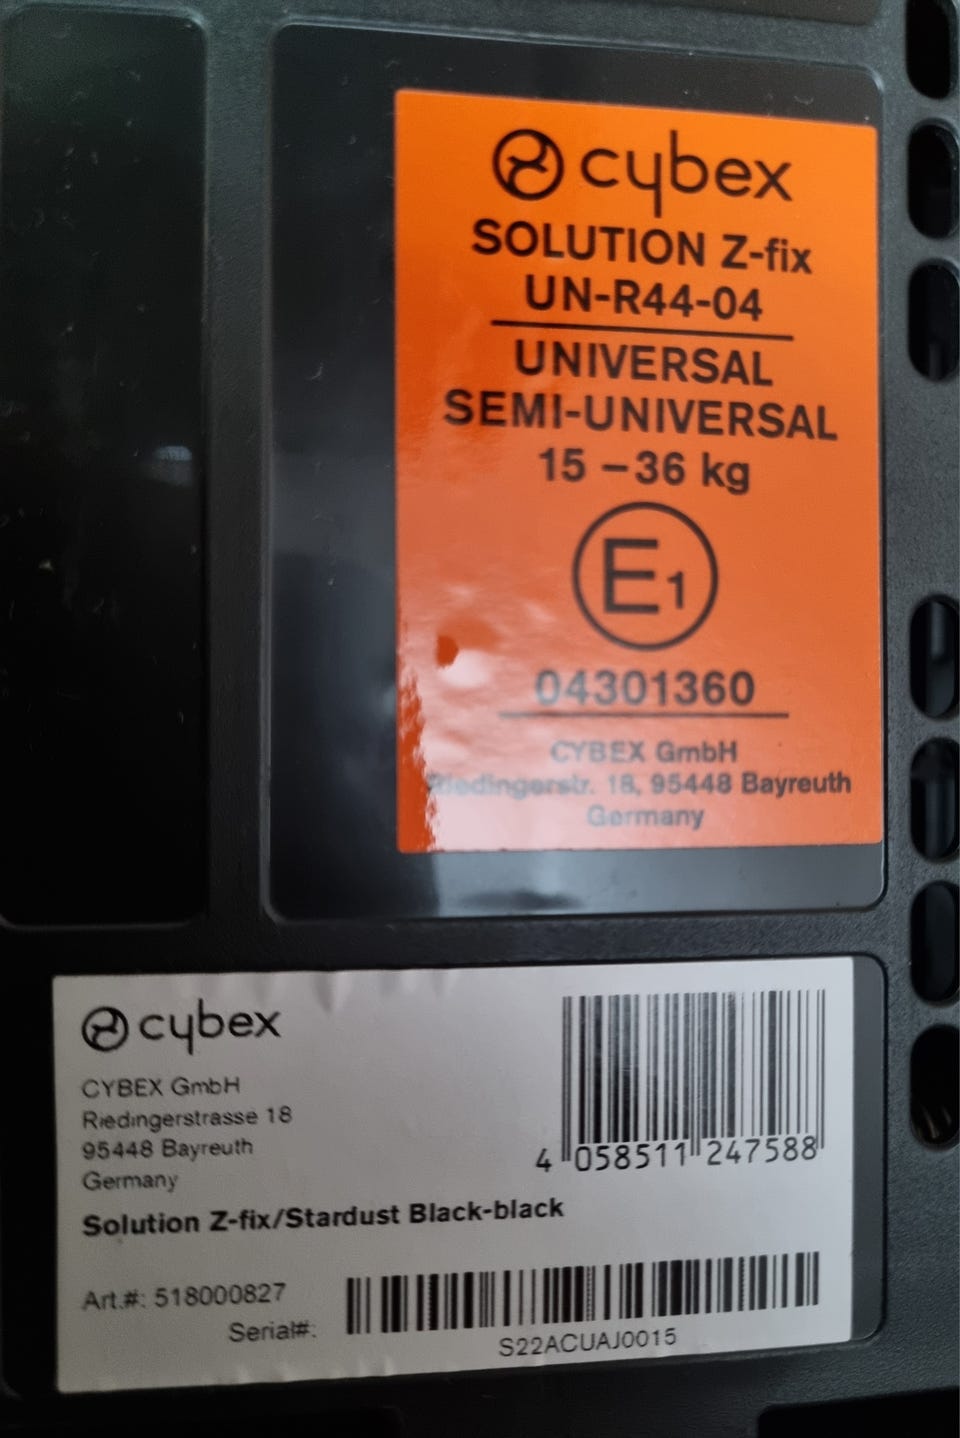 cybex
SOLUTION Z-fix
UN-R44-04
UNIVERSAL
SEMI-UNIVERSAL
15 – 36 kg
E1
04301360
CYBEX GmbH
Riedingerstr. 18, 95448 Bayreuth
Germany
cybex
CYBEX GmbH
Riedingerstrasse 18
95448 Bayreuth
Germany
4 058511 247588
Solution Z-fix/Stardust Black-black
Art.#: 518000827
Serial#:
S22ACUAJ0015